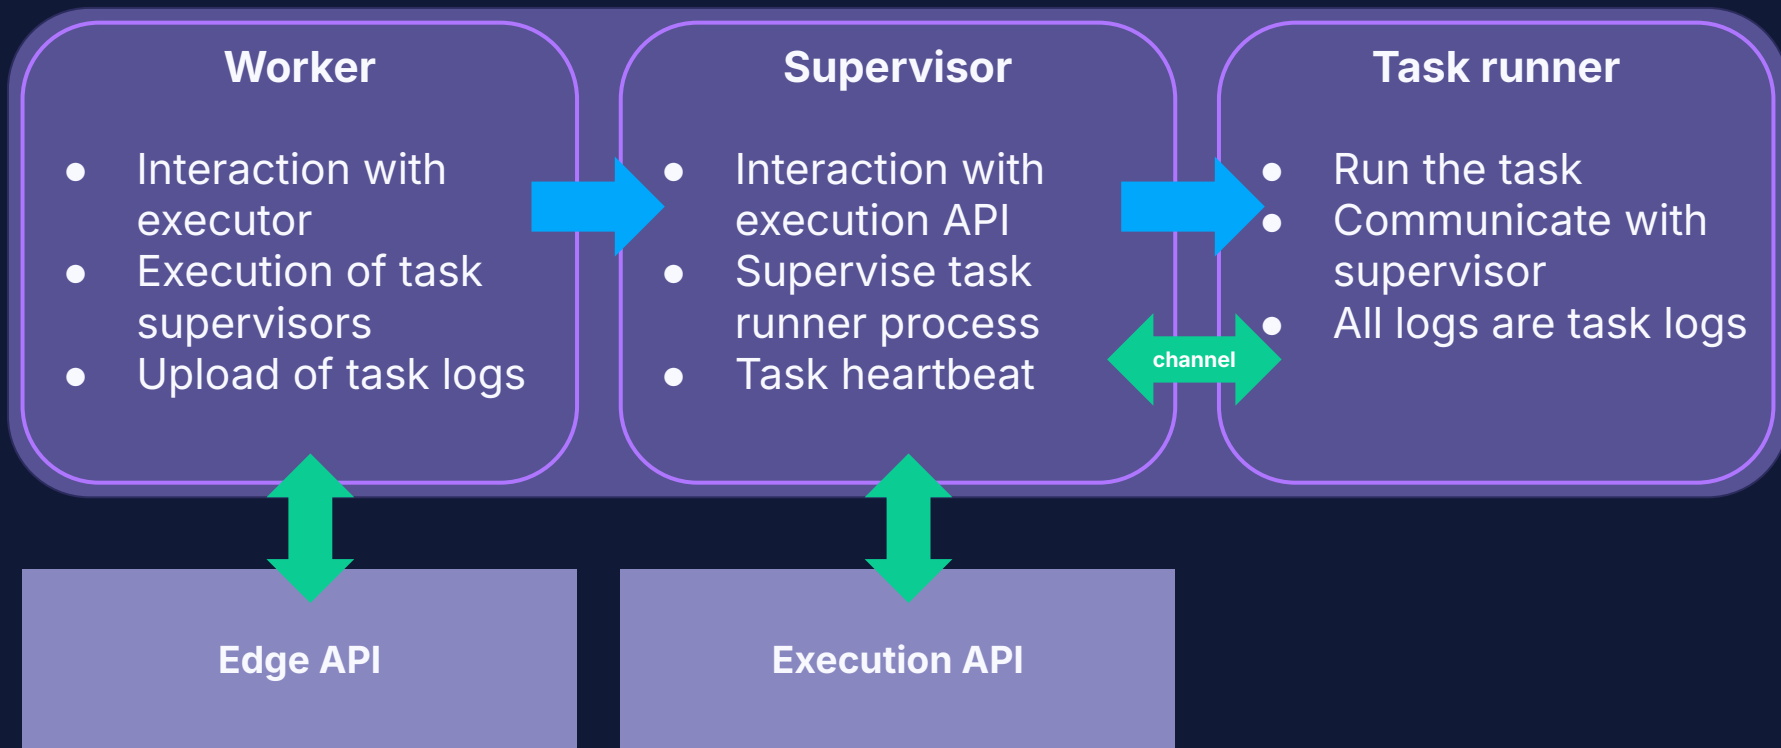 Worker
● Interaction with
executor
● Execution of task
supervisors
● Upload of task logs
Supervisor
● Interaction with
execution API
● Supervise task
runner process
● Task heartbeat
Task runner
● Run the task
● Communicate with
supervisor
● All logs are task logs
channel
Edge API
Execution API